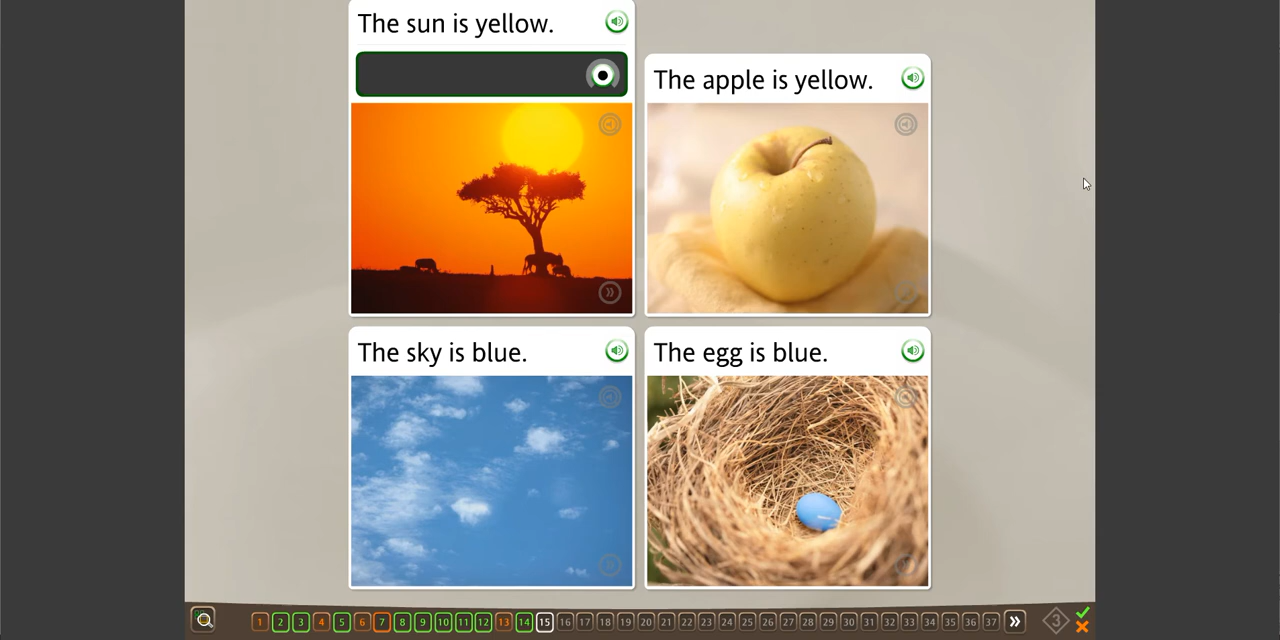 The sun is yellow.
The apple is yellow.
The sky is blue.
The egg is blue.
1 2 3 4 5 6 7 8 9 10 11 12 13 14 15 16 17 18 19 20 21 22 23 24 25 26 27 28 29 30 31 32 33 34 35 36 37 3